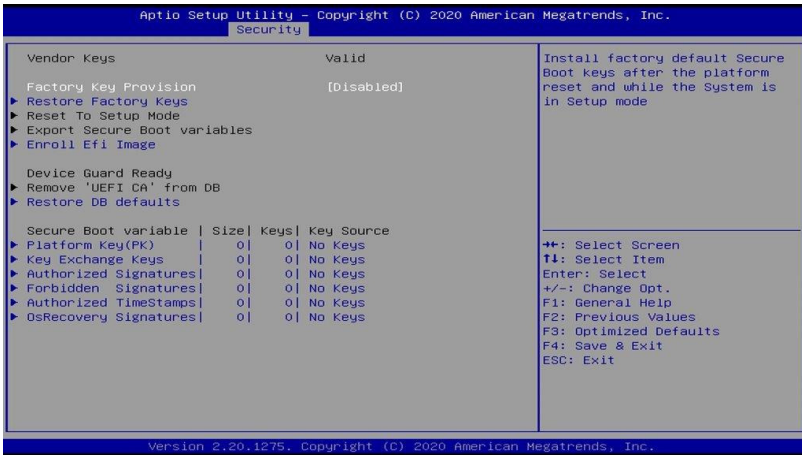 Aptio Setup Utility – Copyright (C) 2020 American Megatrends, Inc.
Security
Vendor Keys Valid
Factory Key Provision [Disabled]
▶ Restore Factory Keys
▶ Reset To Setup Mode
▶ Export Secure Boot variables
▶ Enroll Efi Image
Device Guard Ready
▶ Remove 'UEFI CA' from DB
▶ Restore DB defaults
Secure Boot variable | Size| Keys| Key Source
▶ Platform Key(PK) | 0| 0| No Keys
▶ Key Exchange Keys | 0| 0| No Keys
▶ Authorized Signatures| 0| 0| No Keys
▶ Forbidden Signatures| 0| 0| No Keys
▶ Authorized TimeStamps| 0| 0| No Keys
▶ OsRecovery Signatures| 0| 0| No Keys
Install factory default Secure
Boot keys after the platform
reset and while the System is
in Setup mode
→←: Select Screen
↑↓: Select Item
Enter: Select
+/-: Change Opt.
F1: General Help
F2: Previous Values
F3: Optimized Defaults
F4: Save & Exit
ESC: Exit
Version 2.20.1275. Copyright (C) 2020 American Megatrends, Inc.